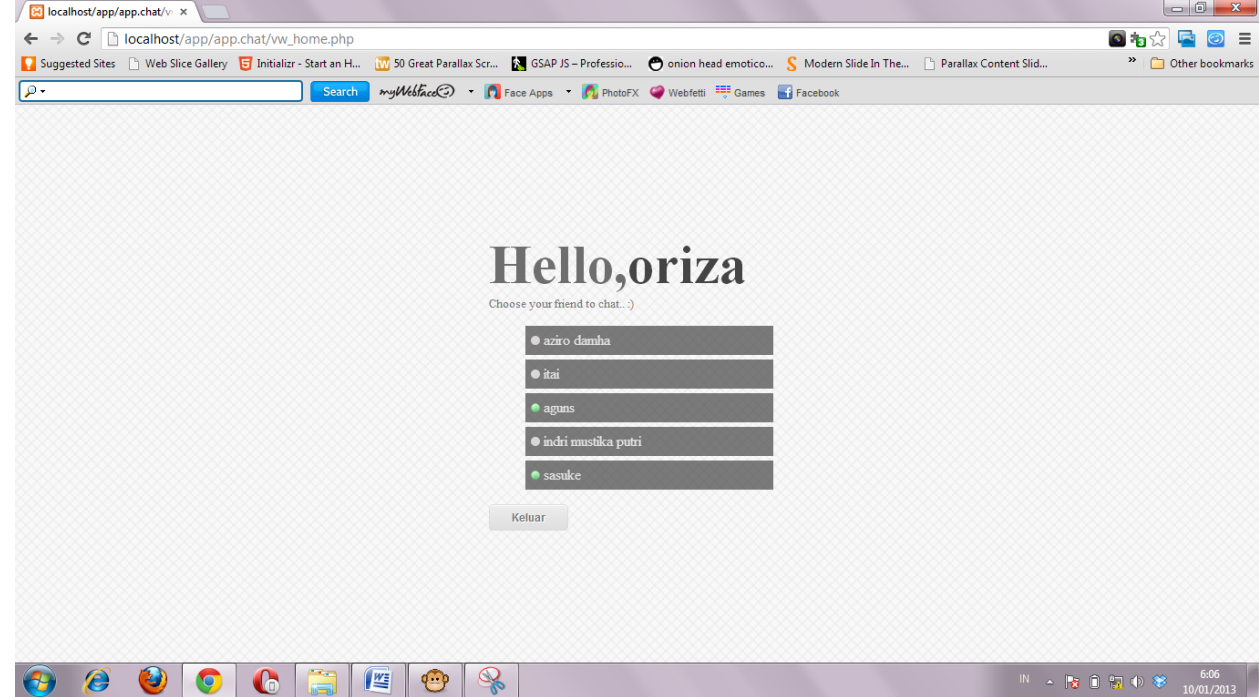 localhost/app/app.chat/v
localhost/app/app.chat/vw_home.php
Suggested Sites Web Slice Gallery Initializr - Start an H... 50 Great Parallax Scr... GSAP JS – Professio... onion head emotico... Modern Slide In The... Parallax Content Slid... » Other bookmarks
Search myWebFace Face Apps PhotoFX Webfetti Games Facebook
Hello,oriza
Choose your friend to chat.. :)
aziro damha
itai
aguns
indri mustika putri
sasuke
Keluar
IN 6:06
10/01/2013